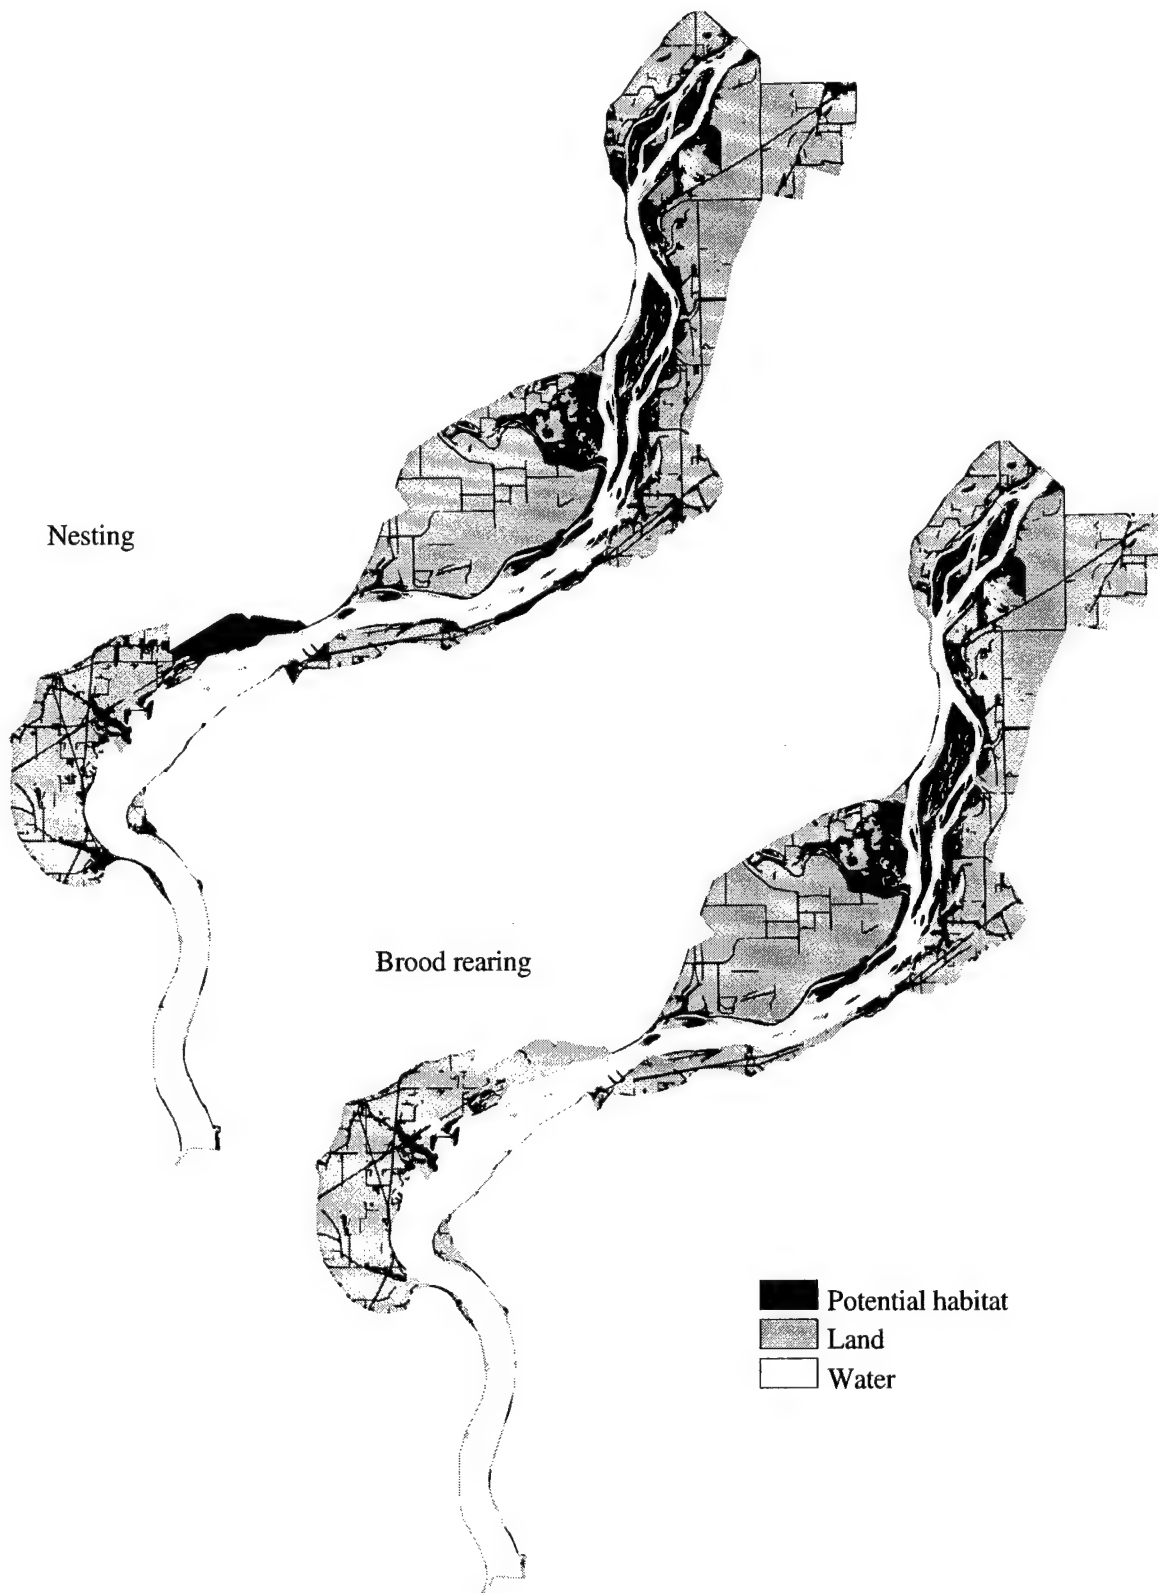 Nesting
Brood rearing
Potential habitat
Land
Water